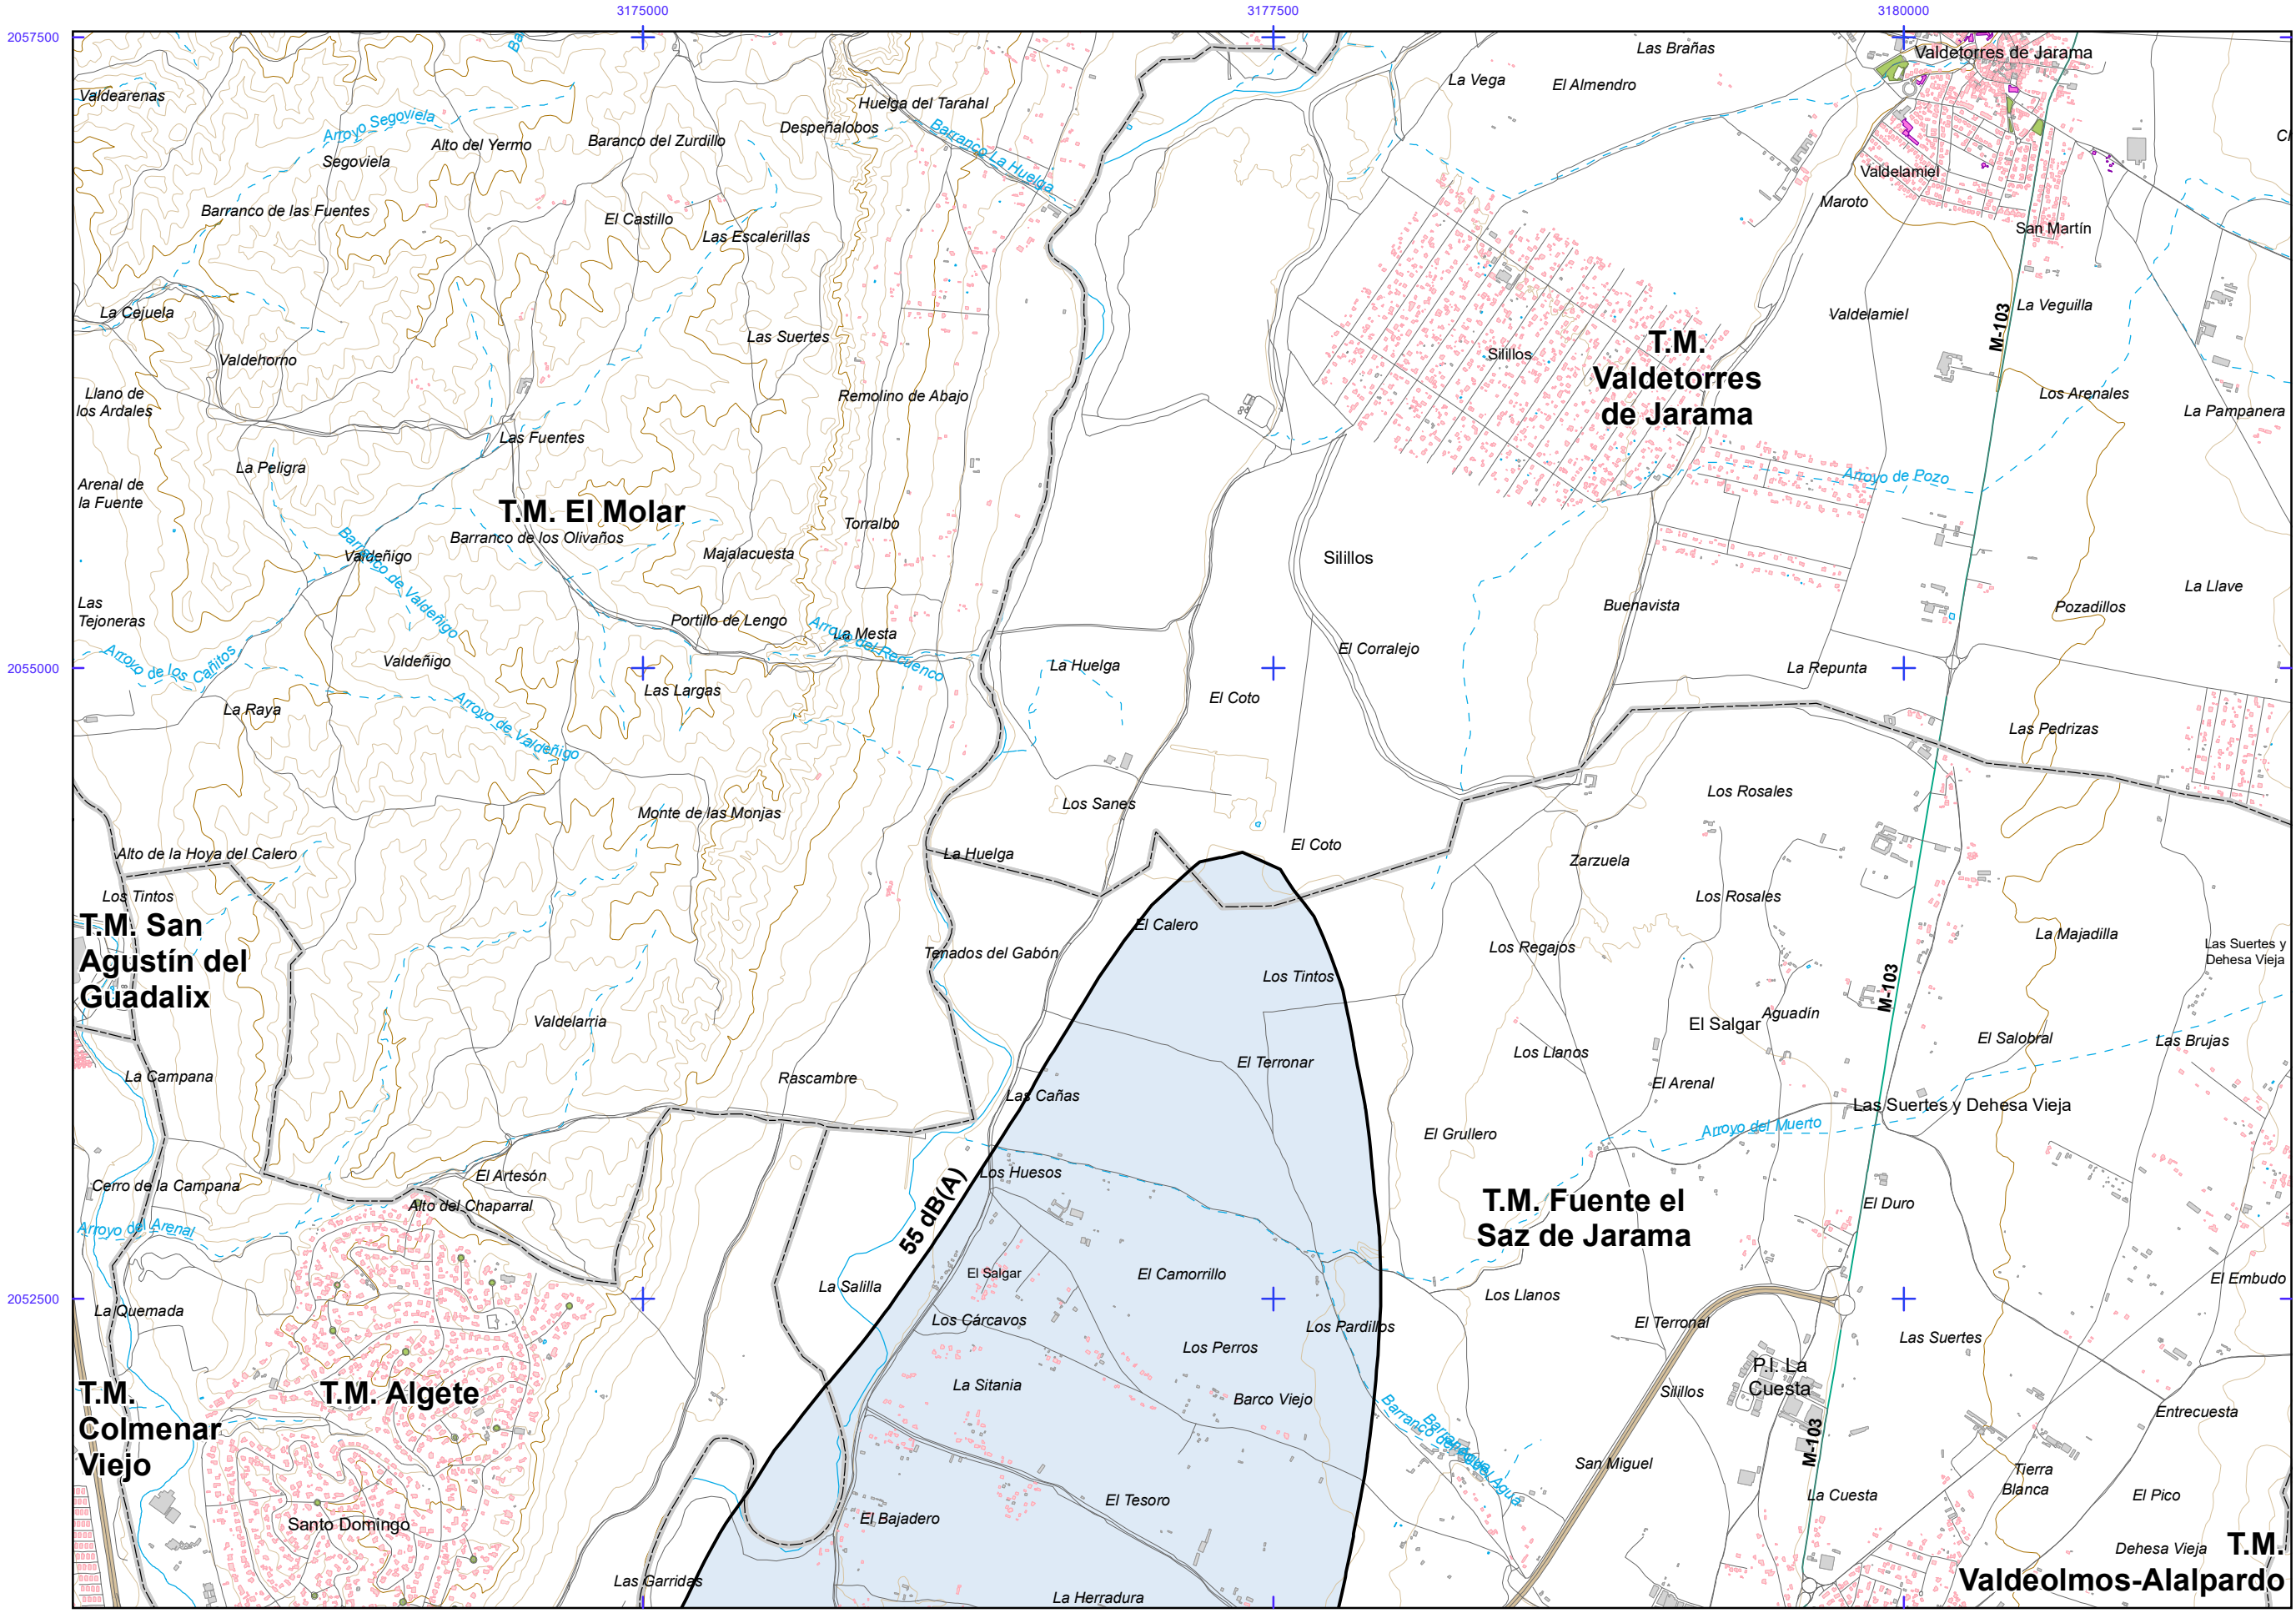 3175000
3177500
3180000
2057500
Valdearenas
Arroyo Segoviela
Segoviela
Alto del Yermo
Baranco del Zurdillo
Despeñalobos
Huelga del Tarahal
Barranco La Huelga
La Vega
El Almendro
Las Brañas
Valdetorres de Jarama
Valdelamiel
Maroto
San Martín
Barranco de las Fuentes
El Castillo
Las Escalerillas
La Cejuela
Valdehorno
Las Suertes
Llano de
los Ardales
Remolino de Abajo
Sililllos
T.M.
Valdetorres
de Jarama
Valdelamiel
M-103
La Veguilla
Los Arenales
La Pampanera
Las Fuentes
La Peligra
Arenal de
la Fuente
T.M. El Molar
Barranco de los Olivaños
Torralbo
Majalacuesta
Arroyo de Pozo
Barranco de Valdeñigo
Valdeñigo
Silillos
Las
Tejoneras
Portillo de Lengo
Arroyo del Recuenco
La Mesta
Buenavista
Pozadillos
La Llave
2055000
Arroyo de los Cañitos
Valdeñigo
Las Largas
La Huelga
El Coto
El Corralejo
La Repunta
La Raya
Arroyo de Valdeñigo
Las Pedrizas
Monte de las Monjas
Los Sanes
Los Rosales
Alto de la Hoya del Calero
La Huelga
El Coto
Zarzuela
Los Tintos
Los Rosales
T.M. San
Agustín del
Guadalix
El Calero
Tenados del Gabón
Los Tintos
Los Regajos
La Majadilla
Las Suertes y
Dehesa Vieja
M-103
Valdelarria
El Salgar
Aguadín
El Salobral
Las Brujas
La Campana
Rascambre
Las Cañas
El Terronar
Los Llanos
El Arenal
Las Suertes y Dehesa Vieja
Arroyo del Muerto
El Grullero
Cerro de la Campana
El Artesón
Alto del Chaparral
Arroyo del Arenal
55 dB(A)
Los Huesos
T.M. Fuente el
Saz de Jarama
El Duro
2052500
La Quemada
La Salilla
El Salgar
El Camorrillo
Los Llanos
El Embudo
Los Cárcavos
Los Perros
Los Pardillos
El Terronal
Las Suertes
P.I. La
Cuesta
T.M.
Colmenar
Viejo
T.M. Algete
La Sitania
Barco Viejo
Silillos
Entrecuesta
Barranco del Agua
Barranco del Agua
M-103
San Miguel
Tierra
Blanca
Santo Domingo
El Bajadero
El Tesoro
La Cuesta
El Pico
Las Garridas
La Herradura
Dehesa Vieja
T.M.
Valdeolmos-Alalpardo